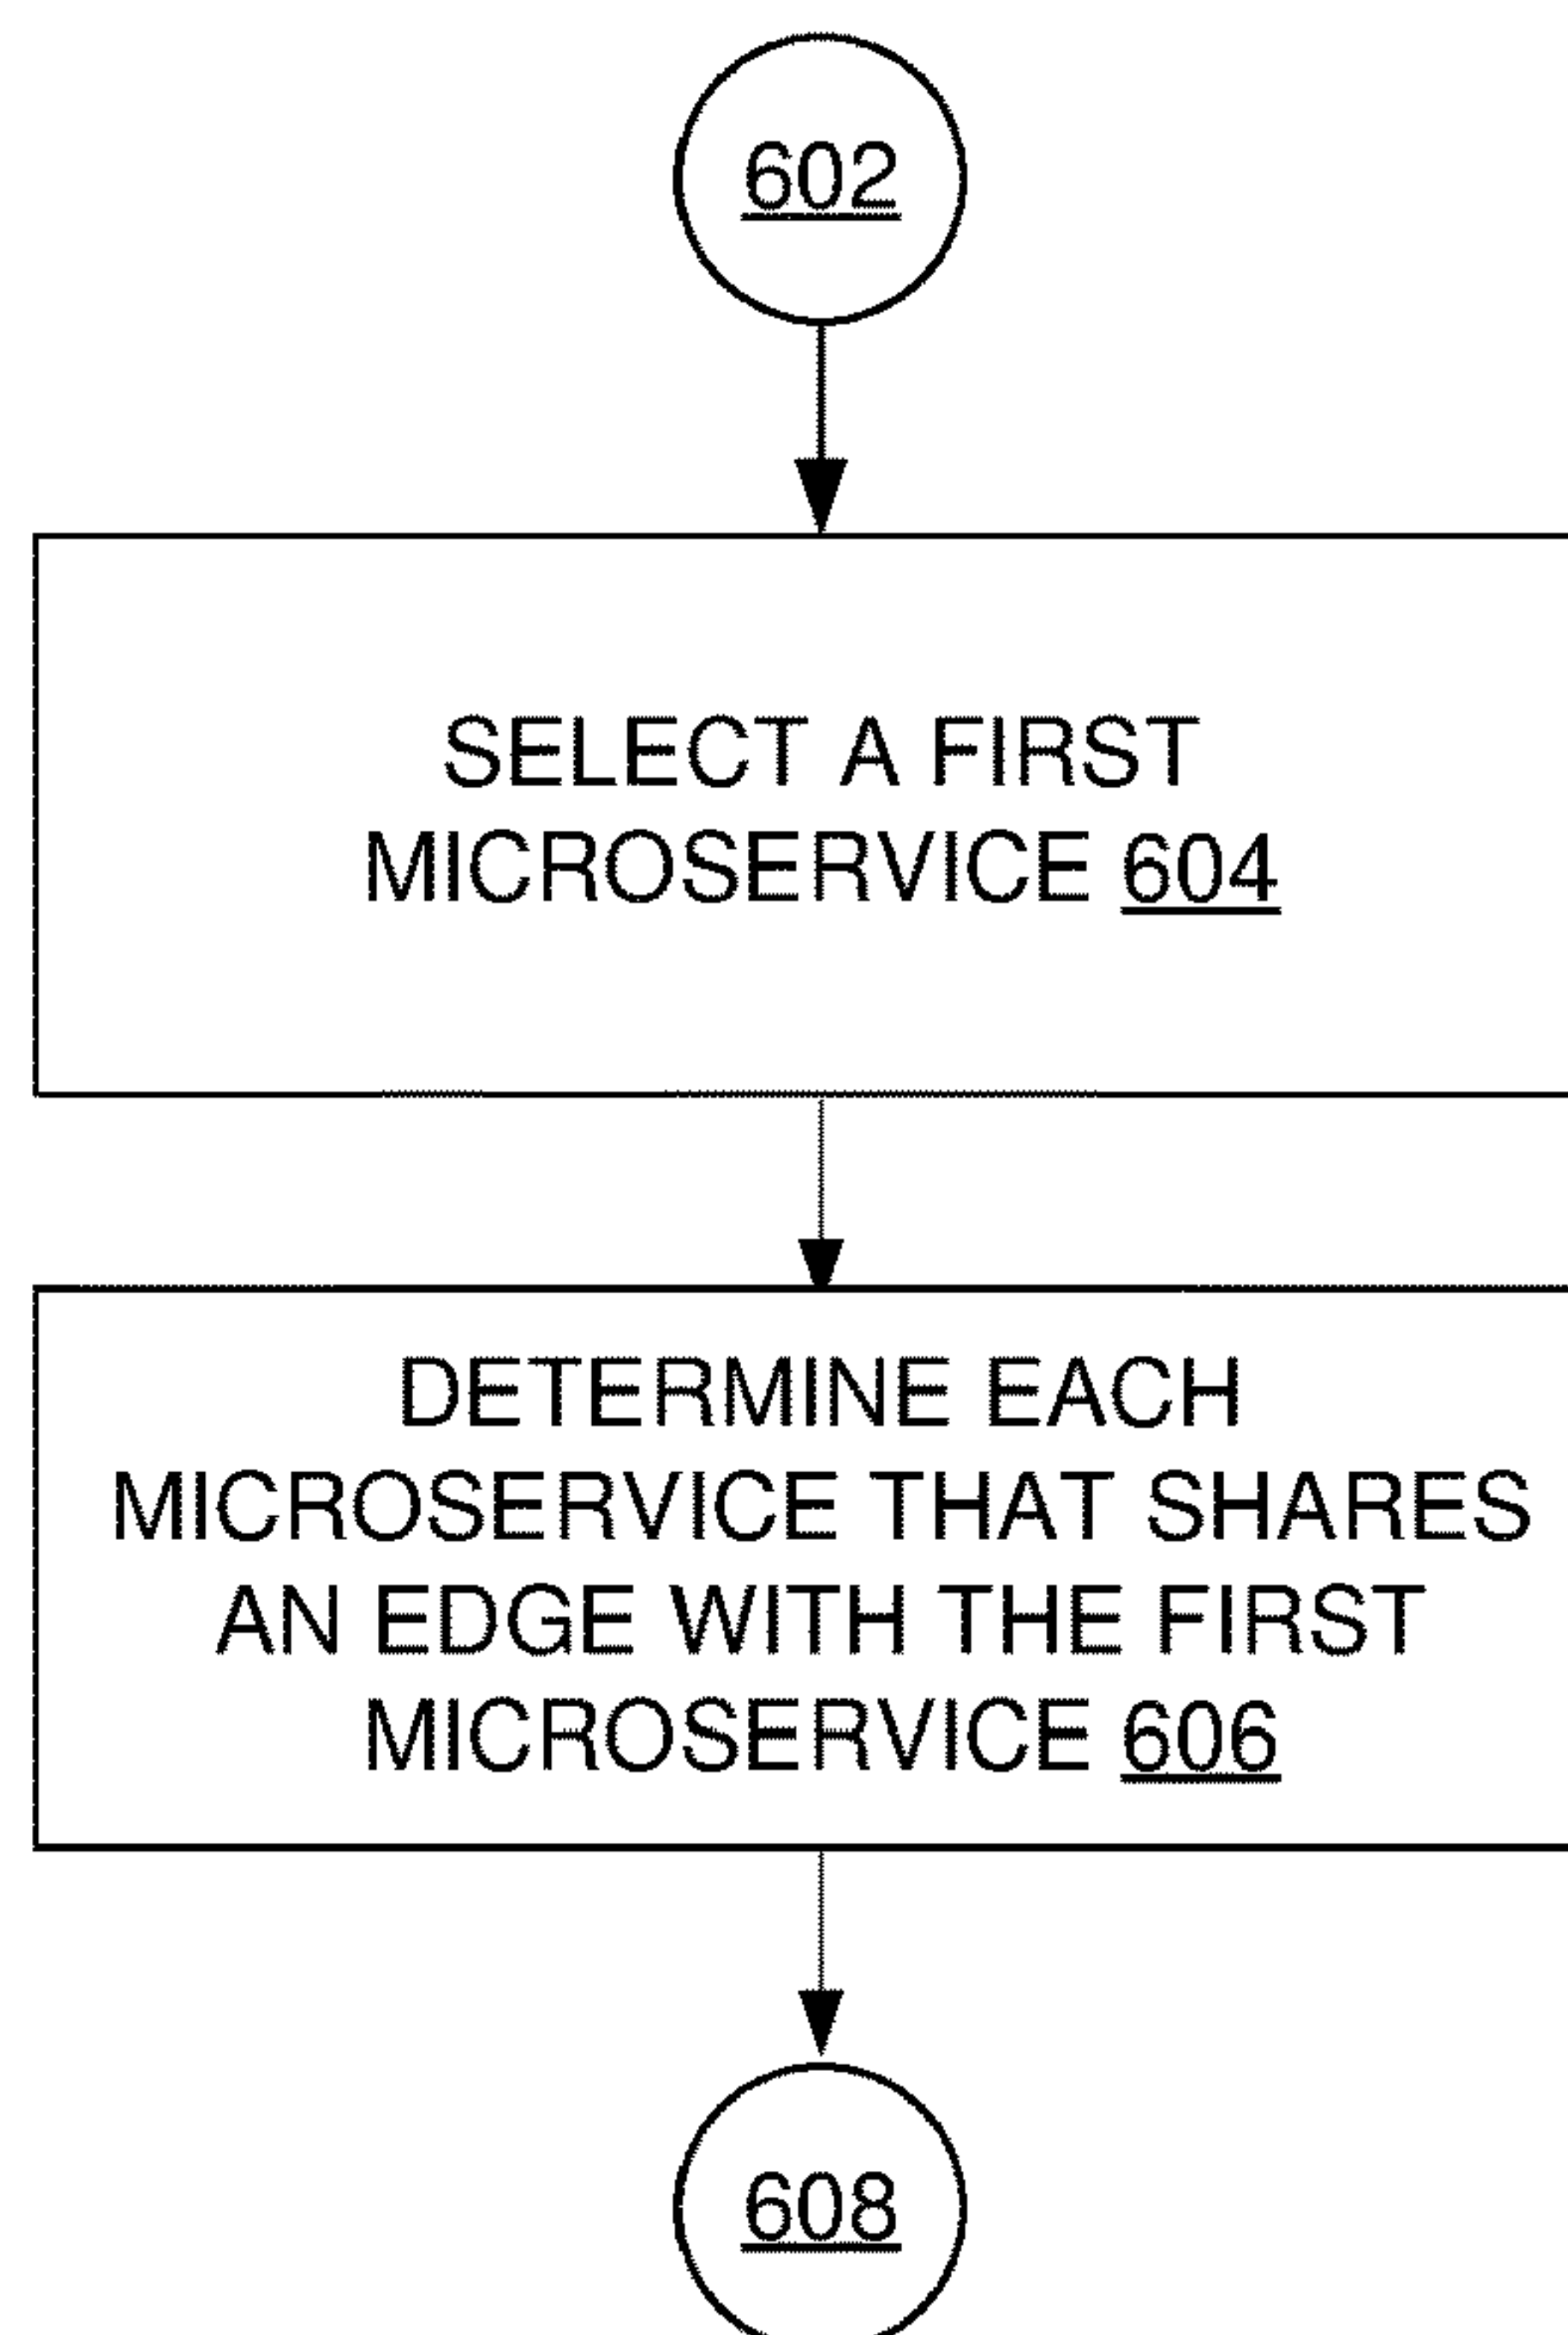 602
SELECT A FIRST
MICROSERVICE 604
DETERMINE EACH
MICROSERVICE THAT SHARES
AN EDGE WITH THE FIRST
MICROSERVICE 606
608